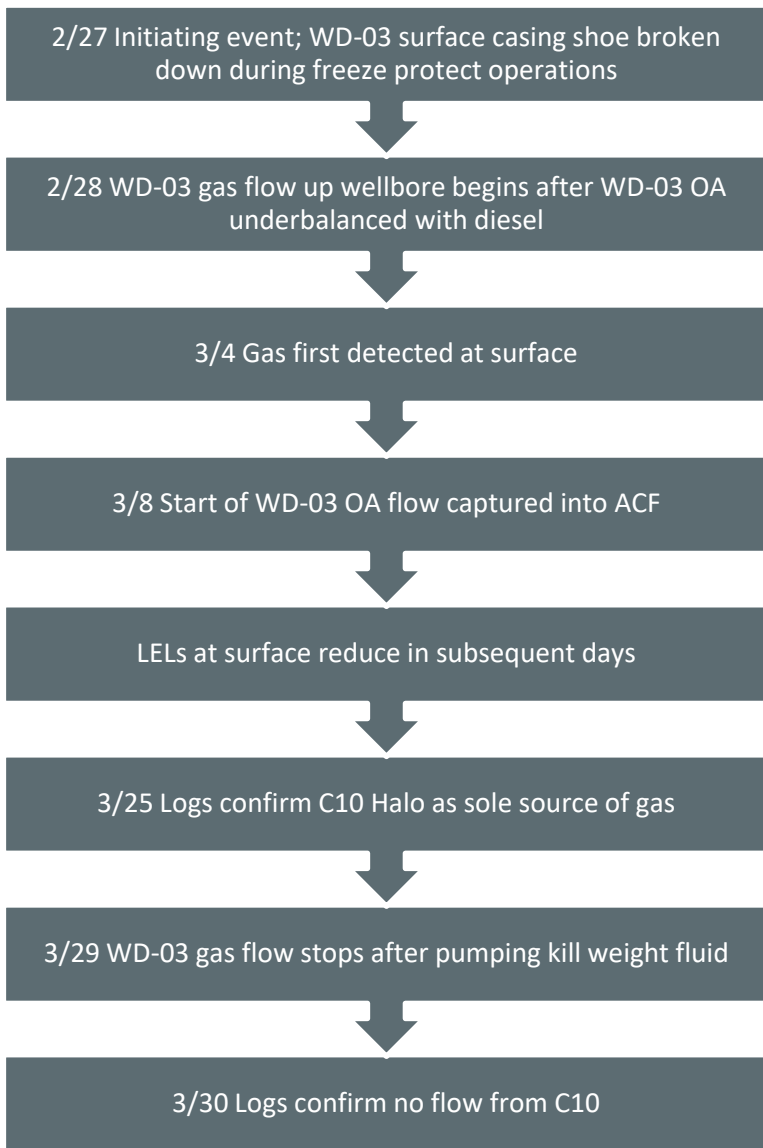 2/27 Initiating event; WD-03 surface casing shoe broken
down during freeze protect operations
2/28 WD-03 gas flow up wellbore begins after WD-03 OA
underbalanced with diesel
3/4 Gas first detected at surface
3/8 Start of WD-03 OA flow captured into ACF
LELs at surface reduce in subsequent days
3/25 Logs confirm C10 Halo as sole source of gas
3/29 WD-03 gas flow stops after pumping kill weight fluid
3/30 Logs confirm no flow from C10